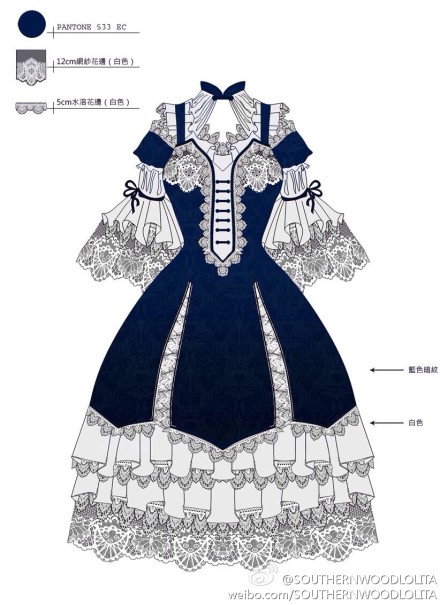 PANTONE 533 EC
12cm網紗花邊（白色）
5cm水溶花邊（白色）
藍色暗紋
白色
@SOUTHERNWOODLOLITA
weibo.com/southernwoodlolita